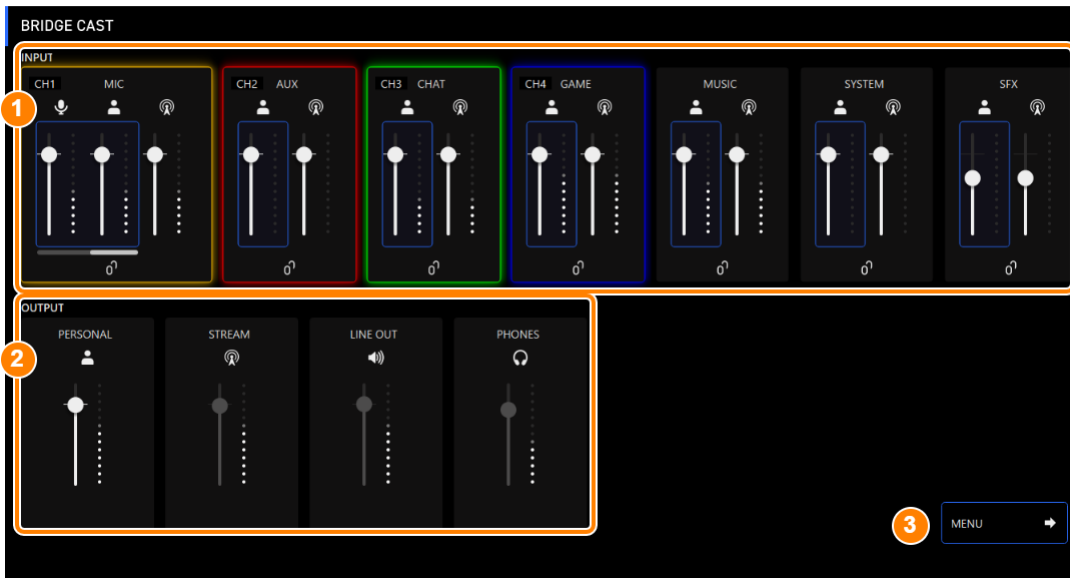 BRIDGE CAST
INPUT
CH1 MIC
CH2 AUX
CH3 CHAT
CH4 GAME
MUSIC
SYSTEM
SFX
1
OUTPUT
PERSONAL
STREAM
LINE OUT
PHONES
2
3
MENU